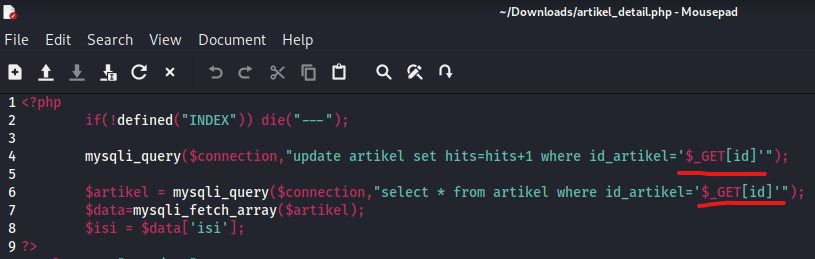 ~/Downloads/artikel_detail.php - Mousepad
File Edit Search View Document Help
1 <?php
2 if(!defined("INDEX")) die("---");
3
4 mysqli_query($connection,"update artikel set hits=hits+1 where id_artikel='$_GET[id]'");
5
6 $artikel = mysqli_query($connection,"select * from artikel where id_artikel='$_GET[id]'");
7 $data=mysqli_fetch_array($artikel);
8 $isi = $data['isi'];
9 ?>